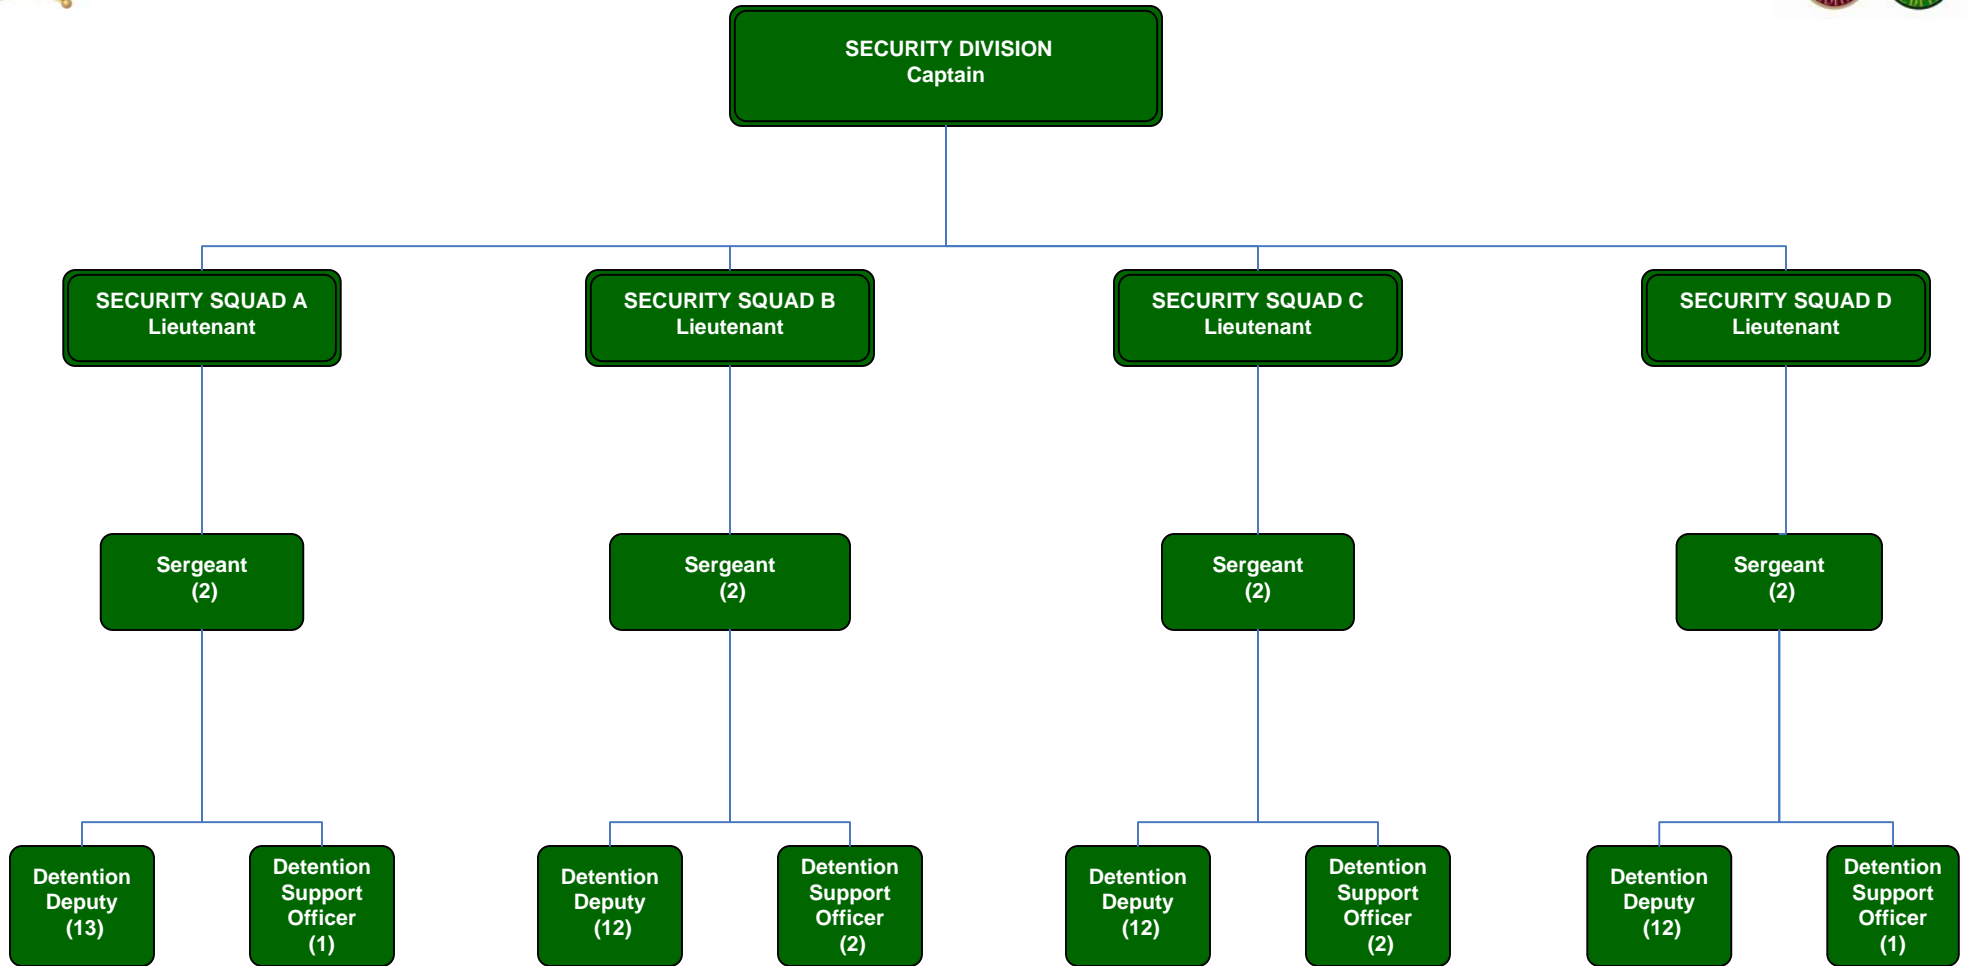 SECURITY DIVISION
Captain
SECURITY SQUAD A
Lieutenant
SECURITY SQUAD B
Lieutenant
SECURITY SQUAD C
Lieutenant
SECURITY SQUAD D
Lieutenant
Sergeant
(2)
Sergeant
(2)
Sergeant
(2)
Sergeant
(2)
Detention
Deputy
(13)
Detention
Support
Officer
(1)
Detention
Deputy
(12)
Detention
Support
Officer
(2)
Detention
Deputy
(12)
Detention
Support
Officer
(2)
Detention
Deputy
(12)
Detention
Support
Officer
(1)